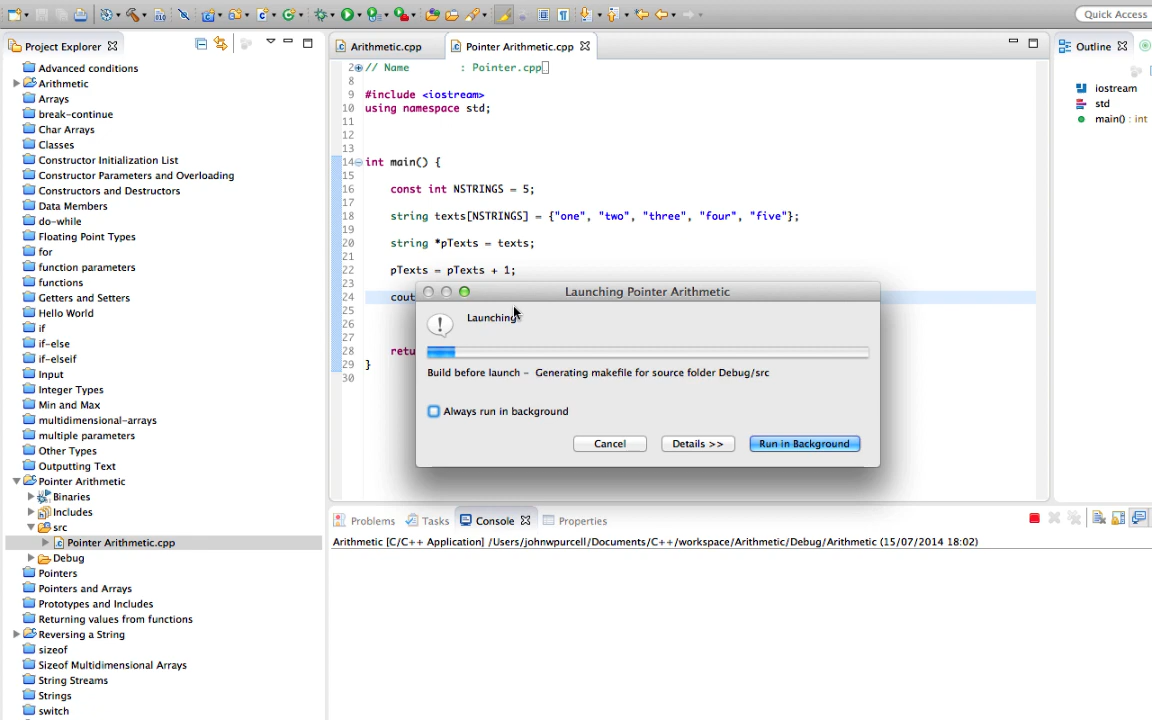 Quick Access
Project Explorer
Advanced conditions
Arithmetic
Arrays
break-continue
Char Arrays
Classes
Constructor Initialization List
Constructor Parameters and Overloading
Constructors and Destructors
Data Members
do-while
Floating Point Types
for
function parameters
functions
Getters and Setters
Hello World
if
if-else
if-elseif
Input
Integer Types
Min and Max
multidimensional-arrays
multiple parameters
Other Types
Outputting Text
Pointer Arithmetic
Binaries
Includes
src
Pointer Arithmetic.cpp
Debug
Pointers
Pointers and Arrays
Prototypes and Includes
Returning values from functions
Reversing a String
sizeof
Sizeof Multidimensional Arrays
String Streams
Strings
switch
Arithmetic.cpp
Pointer Arithmetic.cpp
2 // Name : Pointer.cpp
8
9 #include <iostream>
10 using namespace std;
11
12
13
14 int main() {
15
16 const int NSTRINGS = 5;
17
18 string texts[NSTRINGS] = {"one", "two", "three", "four", "five"};
19
20 string *pTexts = texts;
21
22 pTexts = pTexts + 1;
23
24 cout
25
26
27
28 retu
29 }
30
Launching Pointer Arithmetic
Launching
Build before launch - Generating makefile for source folder Debug/src
Always run in background
Cancel
Details >>
Run in Background
Outline
iostream
std
main() : int
Problems
Tasks
Console
Properties
Arithmetic [C/C++ Application] /Users/johnwpurcell/Documents/C++/workspace/Arithmetic/Debug/Arithmetic (15/07/2014 18:02)